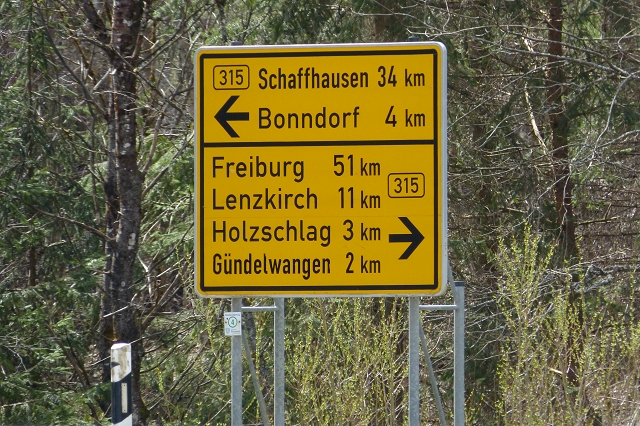 315 Schaffhausen 34 km
Bonndorf 4 km
Freiburg 51 km
Lenzkirch 11 km 315
Holzschlag 3 km
Gündelwangen 2 km
4